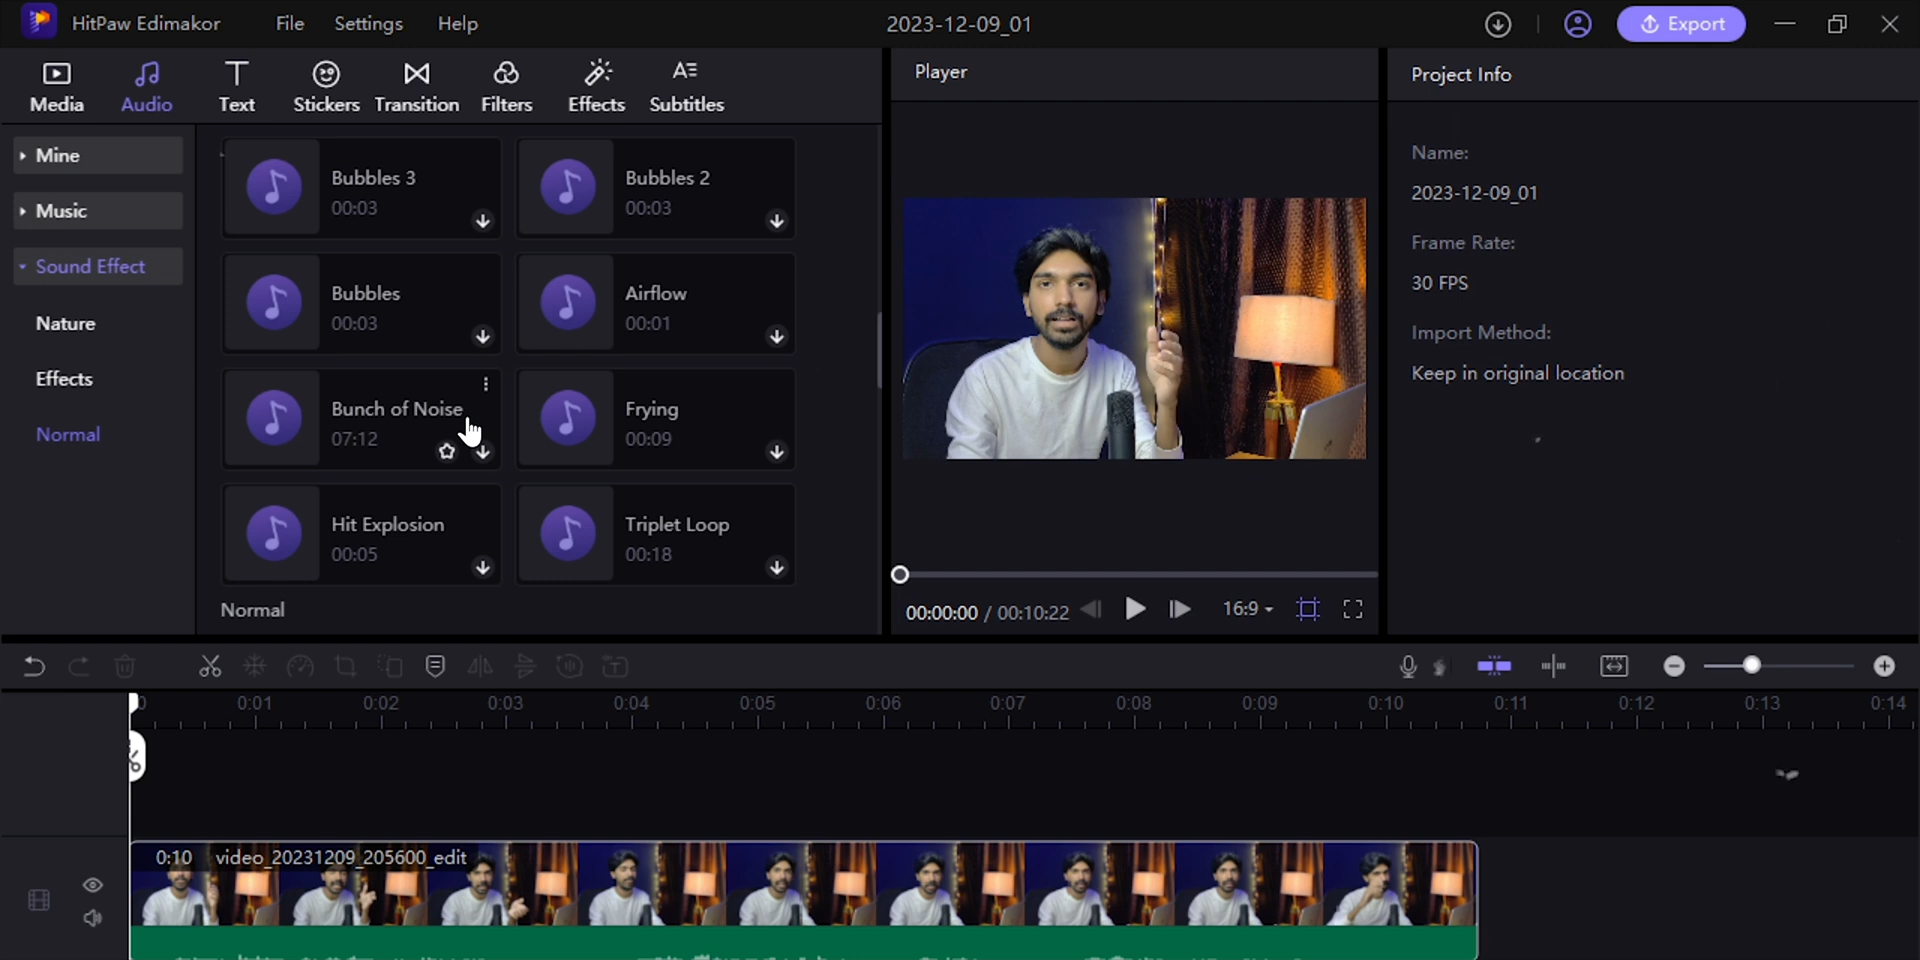 HitPaw Edimakor File Settings Help 2023-12-09_01 Export
Media Audio Text Stickers Transition Filters Effects Subtitles
Player
Project Info
Mine
Music
Sound Effect
Nature
Effects
Normal
Bubbles 3
00:03
Bubbles 2
00:03
Bubbles
00:03
Airflow
00:01
Bunch of Noise
07:12
Frying
00:09
Hit Explosion
00:05
Triplet Loop
00:18
Normal
00:00:00 / 00:10:22 16:9
Name:
2023-12-09_01
Frame Rate:
30 FPS
Import Method:
Keep in original location
0 0:01 0:02 0:03 0:04 0:05 0:06 0:07 0:08 0:09 0:10 0:11 0:12 0:13 0:14
0:10 video_20231209_205600_edit